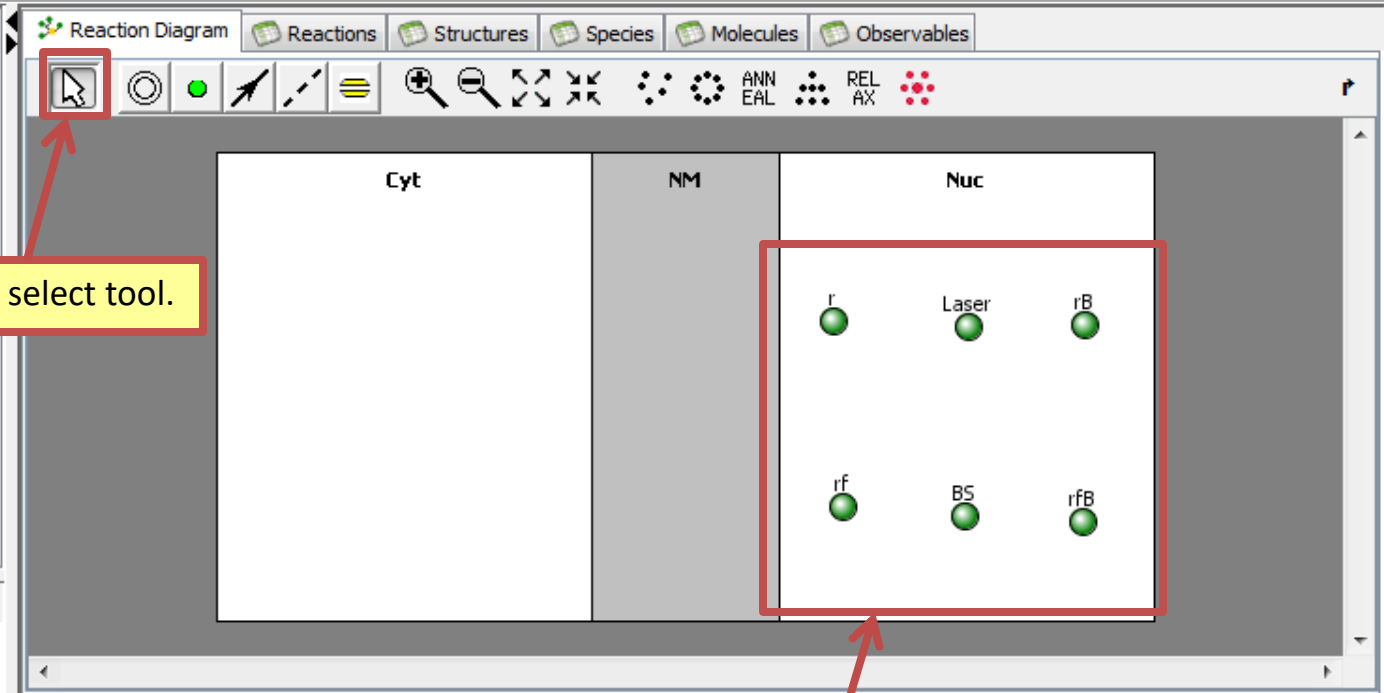 Reaction Diagram Reactions Structures Species Molecules Observables
ANN
EAL
REL
AX
Cyt NM Nuc
select tool.
r Laser rB
rf BS rfB